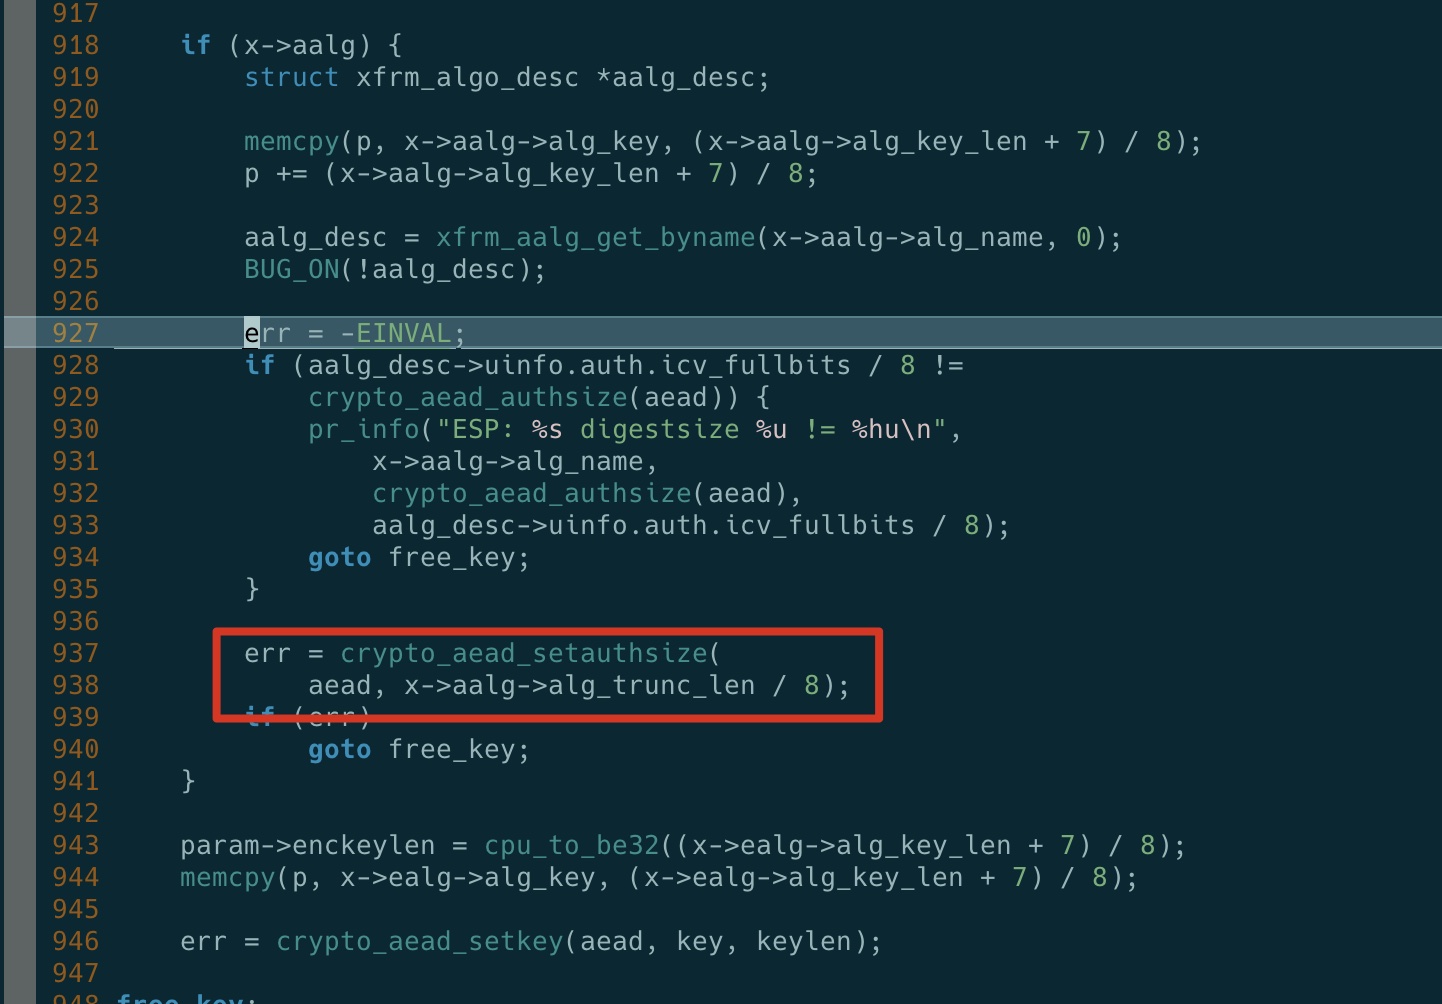 917
918 if (x->aalg) {
919 struct xfrm_algo_desc *aalg_desc;
920
921 memcpy(p, x->aalg->alg_key, (x->aalg->alg_key_len + 7) / 8);
922 p += (x->aalg->alg_key_len + 7) / 8;
923
924 aalg_desc = xfrm_aalg_get_byname(x->aalg->alg_name, 0);
925 BUG_ON(!aalg_desc);
926
927 err = -EINVAL;
928 if (aalg_desc->uinfo.auth.icv_fullbits / 8 !=
929 crypto_aead_authsize(aead)) {
930 pr_info("ESP: %s digestsize %u != %hu\n",
931 x->aalg->alg_name,
932 crypto_aead_authsize(aead),
933 aalg_desc->uinfo.auth.icv_fullbits / 8);
934 goto free_key;
935 }
936
937 err = crypto_aead_setauthsize(
938 aead, x->aalg->alg_trunc_len / 8);
939 if (err)
940 goto free_key;
941 }
942
943 param->enckeylen = cpu_to_be32((x->ealg->alg_key_len + 7) / 8);
944 memcpy(p, x->ealg->alg_key, (x->ealg->alg_key_len + 7) / 8);
945
946 err = crypto_aead_setkey(aead, key, keylen);
947
948 free_key: